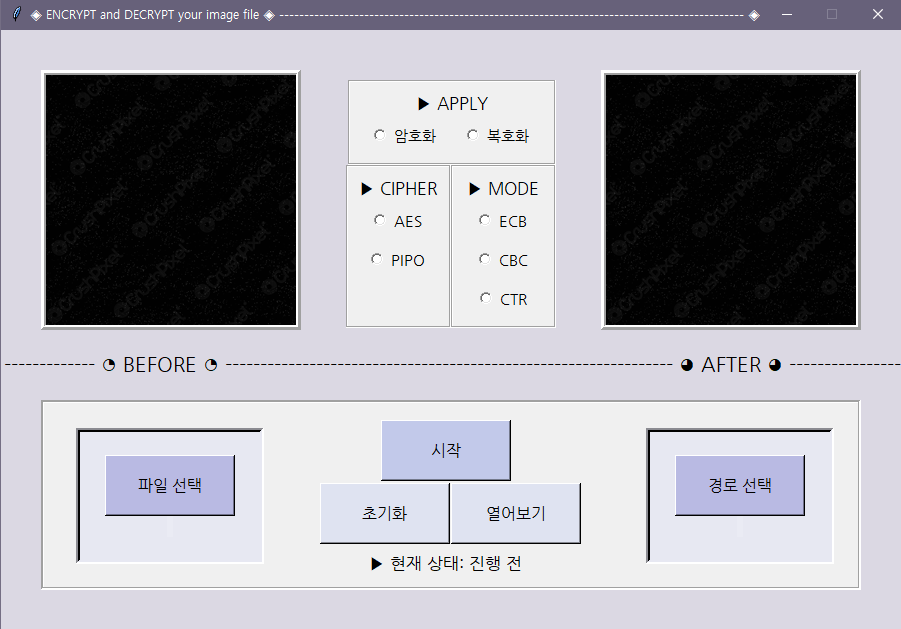 ◈ ENCRYPT and DECRYPT your image file ◈ ------------------------------------------------------------------------------------------ ◈
CrushPixel
CrushPixel
▶ APPLY
암호화 복호화
▶ CIPHER
AES
PIPO
▶ MODE
ECB
CBC
CTR
------------- ◔ BEFORE ◔ ---------------------------------------------------------------- ◕ AFTER ◕ ----------------
파일 선택
시작
초기화 열어보기
▶ 현재 상태: 진행 전
경로 선택